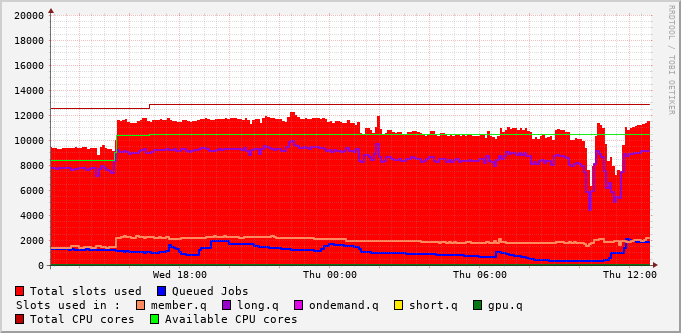 RRDTOOL / TOBI OETIKER
20000
18000
16000
14000
12000
10000
8000
6000
4000
2000
0
Wed 18:00 Thu 00:00 Thu 06:00 Thu 12:00
Total slots used Queued Jobs
Slots used in : member.q long.q ondemand.q short.q gpu.q
Total CPU cores Available CPU cores